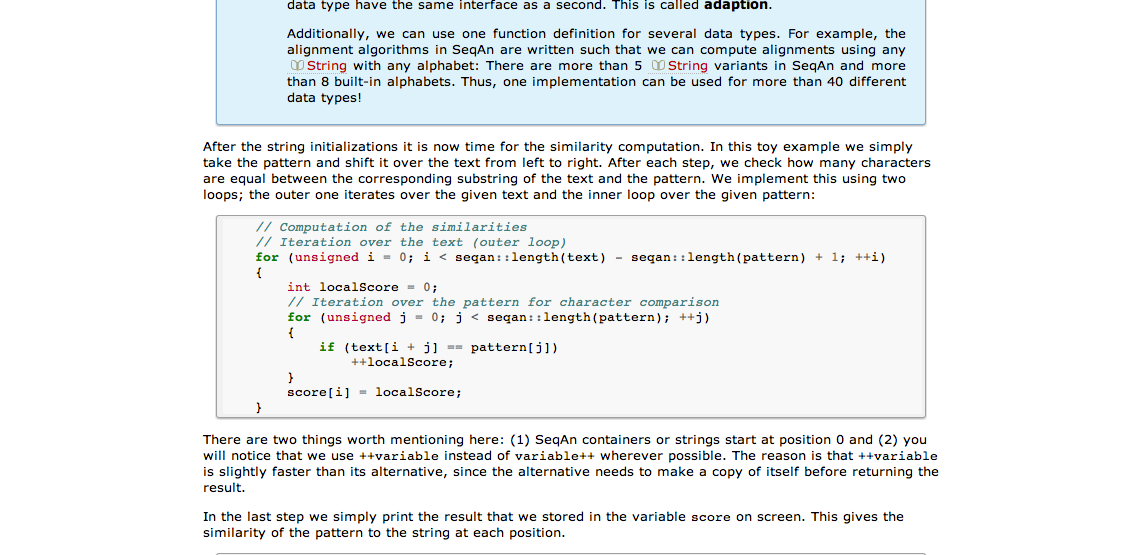 data type have the same interface as a second. This is called adaption.
Additionally, we can use one function definition for several data types. For example, the
alignment algorithms in SeqAn are written such that we can compute alignments using any
String with any alphabet: There are more than 5 String variants in SeqAn and more
than 8 built-in alphabets. Thus, one implementation can be used for more than 40 different
data types!
After the string initializations it is now time for the similarity computation. In this toy example we simply
take the pattern and shift it over the text from left to right. After each step, we check how many characters
are equal between the corresponding substring of the text and the pattern. We implement this using two
loops; the outer one iterates over the given text and the inner loop over the given pattern:
// Computation of the similarities
// Iteration over the text (outer loop)
for (unsigned i = 0; i < seqan::length(text) - seqan::length(pattern) + 1; ++i)
{
int localScore = 0;
// Iteration over the pattern for character comparison
for (unsigned j = 0; j < seqan::length(pattern); ++j)
{
if (text[i + j] == pattern[j])
++localScore;
}
score[i] = localScore;
}
There are two things worth mentioning here: (1) SeqAn containers or strings start at position 0 and (2) you
will notice that we use ++variable instead of variable++ wherever possible. The reason is that ++variable
is slightly faster than its alternative, since the alternative needs to make a copy of itself before returning the
result.
In the last step we simply print the result that we stored in the variable score on screen. This gives the
similarity of the pattern to the string at each position.